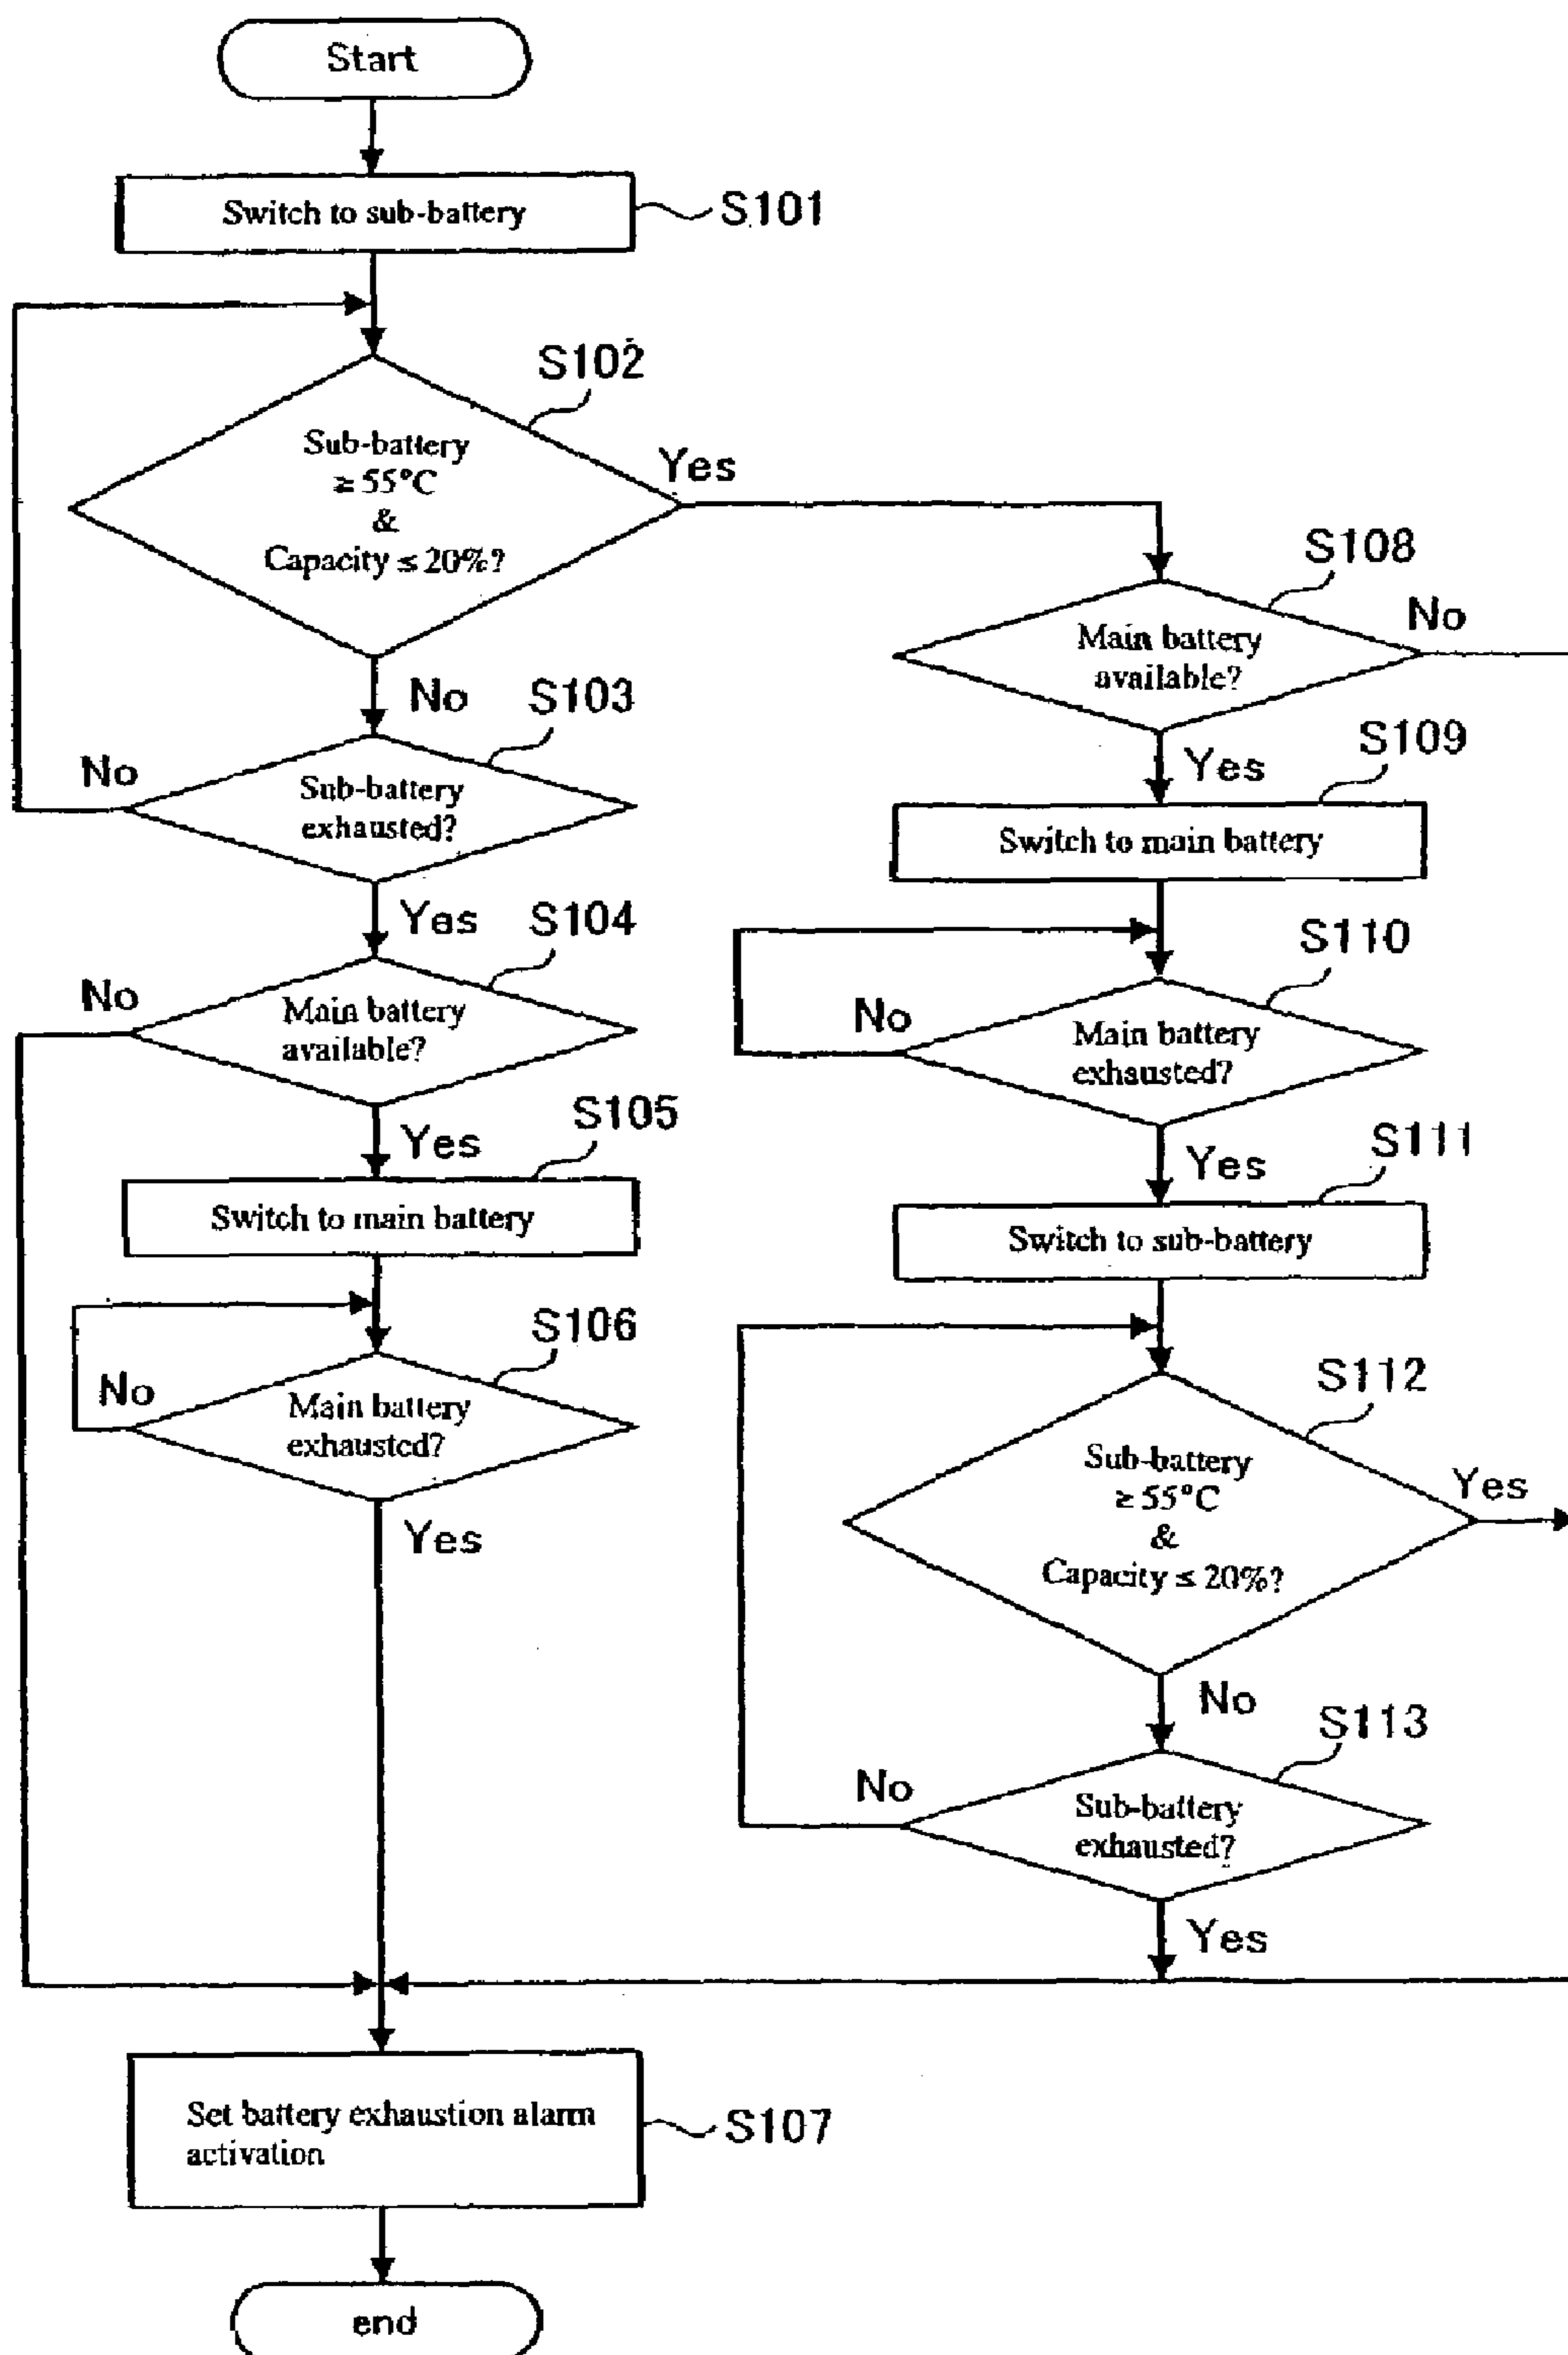 Start
Switch to sub-battery
S101
S102
Sub-battery
≥ 55°C
&
Capacity ≤ 20%?
Yes
No
S103
Sub-battery
exhausted?
No
Yes
S104
Main battery
available?
No
Yes
S105
Switch to main battery
S106
Main battery
exhausted?
No
Yes
S108
Main battery
available?
No
Yes
S109
Switch to main battery
S110
Main battery
exhausted?
No
Yes
S111
Switch to sub-battery
S112
Sub-battery
≥ 55°C
&
Capacity ≤ 20%?
Yes
No
S113
Sub-battery
exhausted?
No
Yes
Set battery exhaustion alarm
activation
S107
end